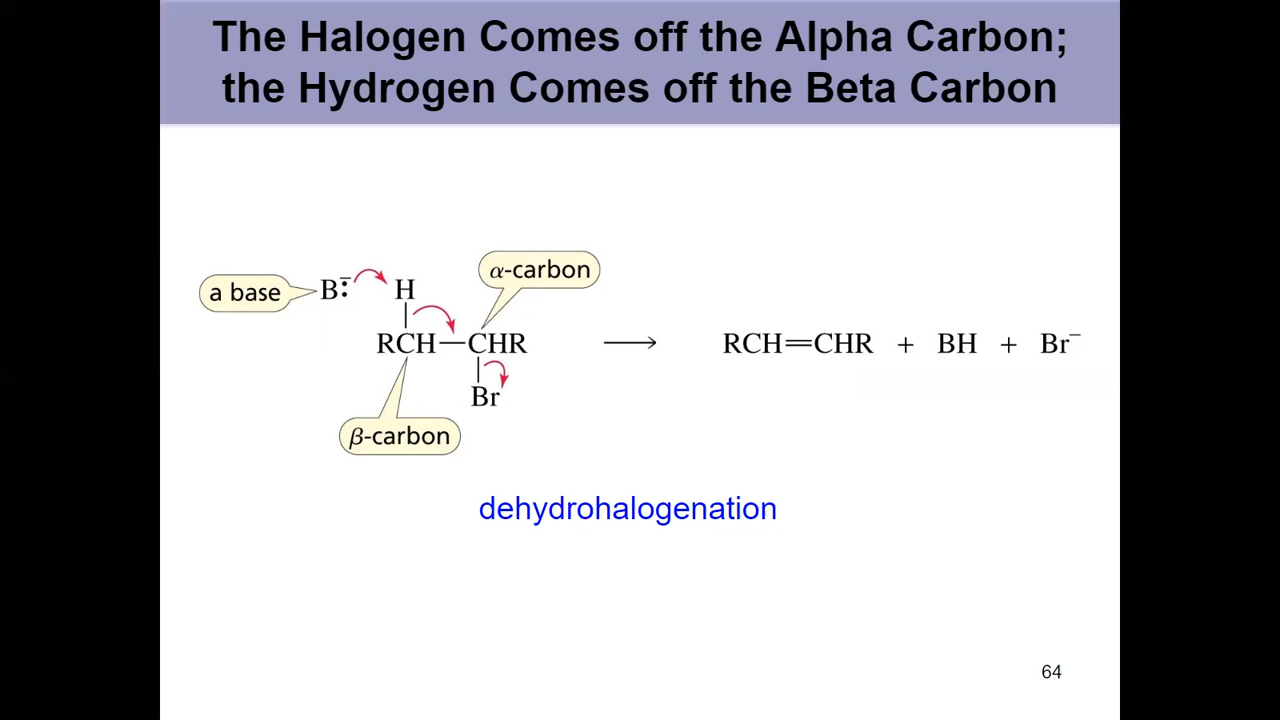 The Halogen Comes off the Alpha Carbon;
the Hydrogen Comes off the Beta Carbon
α-carbon
a base
B:⁻ H
RCH—CHR ⟶ RCH=CHR + BH + Br⁻
Br
β-carbon
dehydrohalogenation
64